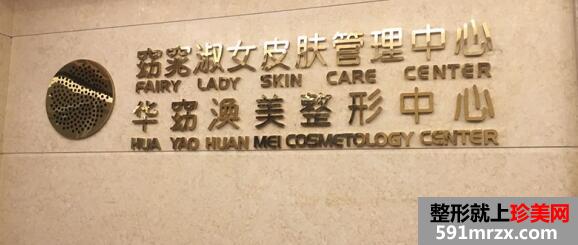 窈窕淑女皮肤管理中心
FAIRY LADY SKIN CARE CENTER
华窈澳美整形中心
HUA YAO HUAN MEI COSMETOLOGY CENTER
整形就上珍美网
591mrzx.com